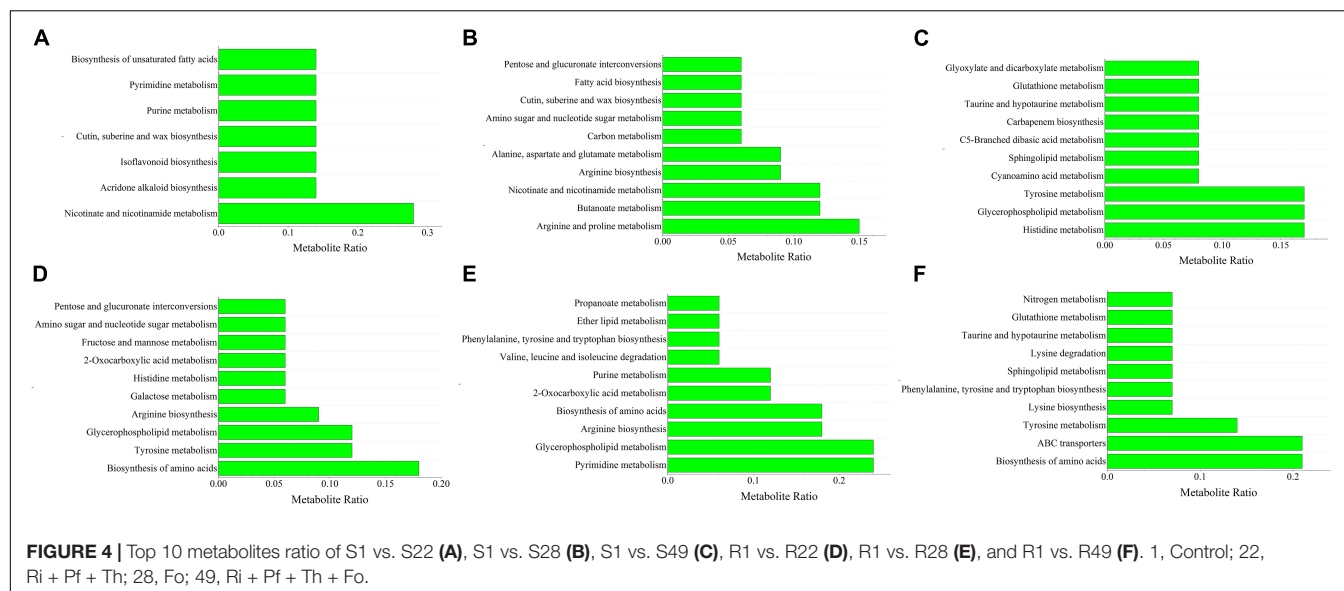 A
Biosynthesis of unsaturated fatty acids
Pyrimidine metabolism
Purine metabolism
Cutin, suberine and wax biosynthesis
Isoflavonoid biosynthesis
Acridone alkaloid biosynthesis
Nicotinate and nicotinamide metabolism
0.0 0.1 0.2 0.3
Metabolite Ratio
B
Pentose and glucuronate interconversions
Fatty acid biosynthesis
Cutin, suberine and wax biosynthesis
Amino sugar and nucleotide sugar metabolism
Carbon metabolism
Alanine, aspartate and glutamate metabolism
Arginine biosynthesis
Nicotinate and nicotinamide metabolism
Butanoate metabolism
Arginine and proline metabolism
0.00 0.05 0.10 0.15
Metabolite Ratio
C
Glyoxylate and dicarboxylate metabolism
Glutathione metabolism
Taurine and hypotaurine metabolism
Carbapenem biosynthesis
C5-Branched dibasic acid metabolism
Sphingolipid metabolism
Cyanoamino acid metabolism
Tyrosine metabolism
Glycerophospholipid metabolism
Histidine metabolism
0.00 0.05 0.10 0.15
Metabolite Ratio
D
Pentose and glucuronate interconversions
Amino sugar and nucleotide sugar metabolism
Fructose and mannose metabolism
2-Oxocarboxylic acid metabolism
Histidine metabolism
Galactose metabolism
Arginine biosynthesis
Glycerophospholipid metabolism
Tyrosine metabolism
Biosynthesis of amino acids
0.00 0.05 0.10 0.15 0.20
Metabolite Ratio
E
Propanoate metabolism
Ether lipid metabolism
Phenylalanine, tyrosine and tryptophan biosynthesis
Valine, leucine and isoleucine degradation
Purine metabolism
2-Oxocarboxylic acid metabolism
Biosynthesis of amino acids
Arginine biosynthesis
Glycerophospholipid metabolism
Pyrimidine metabolism
0.0 0.1 0.2
Metabolite Ratio
F
Nitrogen metabolism
Glutathione metabolism
Taurine and hypotaurine metabolism
Lysine degradation
Sphingolipid metabolism
Phenylalanine, tyrosine and tryptophan biosynthesis
Lysine biosynthesis
Tyrosine metabolism
ABC transporters
Biosynthesis of amino acids
0.0 0.1 0.2
Metabolite Ratio
FIGURE 4 | Top 10 metabolites ratio of S1 vs. S22 (A), S1 vs. S28 (B), S1 vs. S49 (C), R1 vs. R22 (D), R1 vs. R28 (E), and R1 vs. R49 (F). 1, Control; 22,
Ri + Pf + Th; 28, Fo; 49, Ri + Pf + Th + Fo.